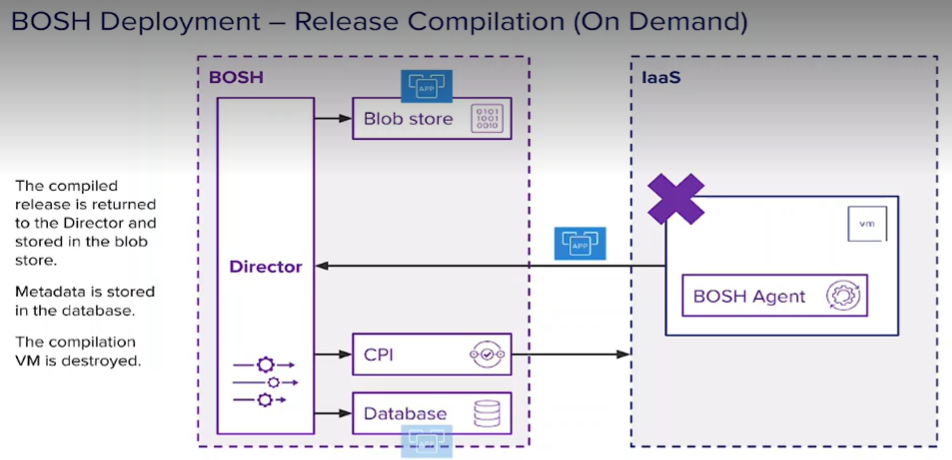 BOSH Deployment – Release Compilation (On Demand)
BOSH
IaaS
APP
Blob store
0101
1001
0010
The compiled
release is returned
to the Director and
stored in the blob
store.
Metadata is stored
in the database.
The compilation
VM is destroyed.
Director
APP
vm
BOSH Agent
CPI
Database
APP